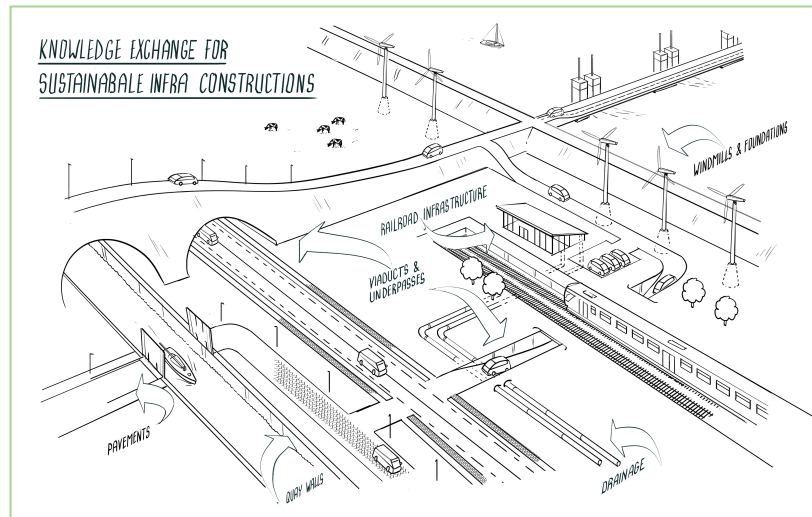 KNOWLEDGE EXCHANGE FOR
SUSTAINABALE INFRA CONSTRUCTIONS
WINDMILLS & FOUNDATIONS
RAILROAD INFRASTRUCTURE
VIADUCTS &
UNDERPASSES
PAVEMENTS
QUAY WALLS
DRAINAGE